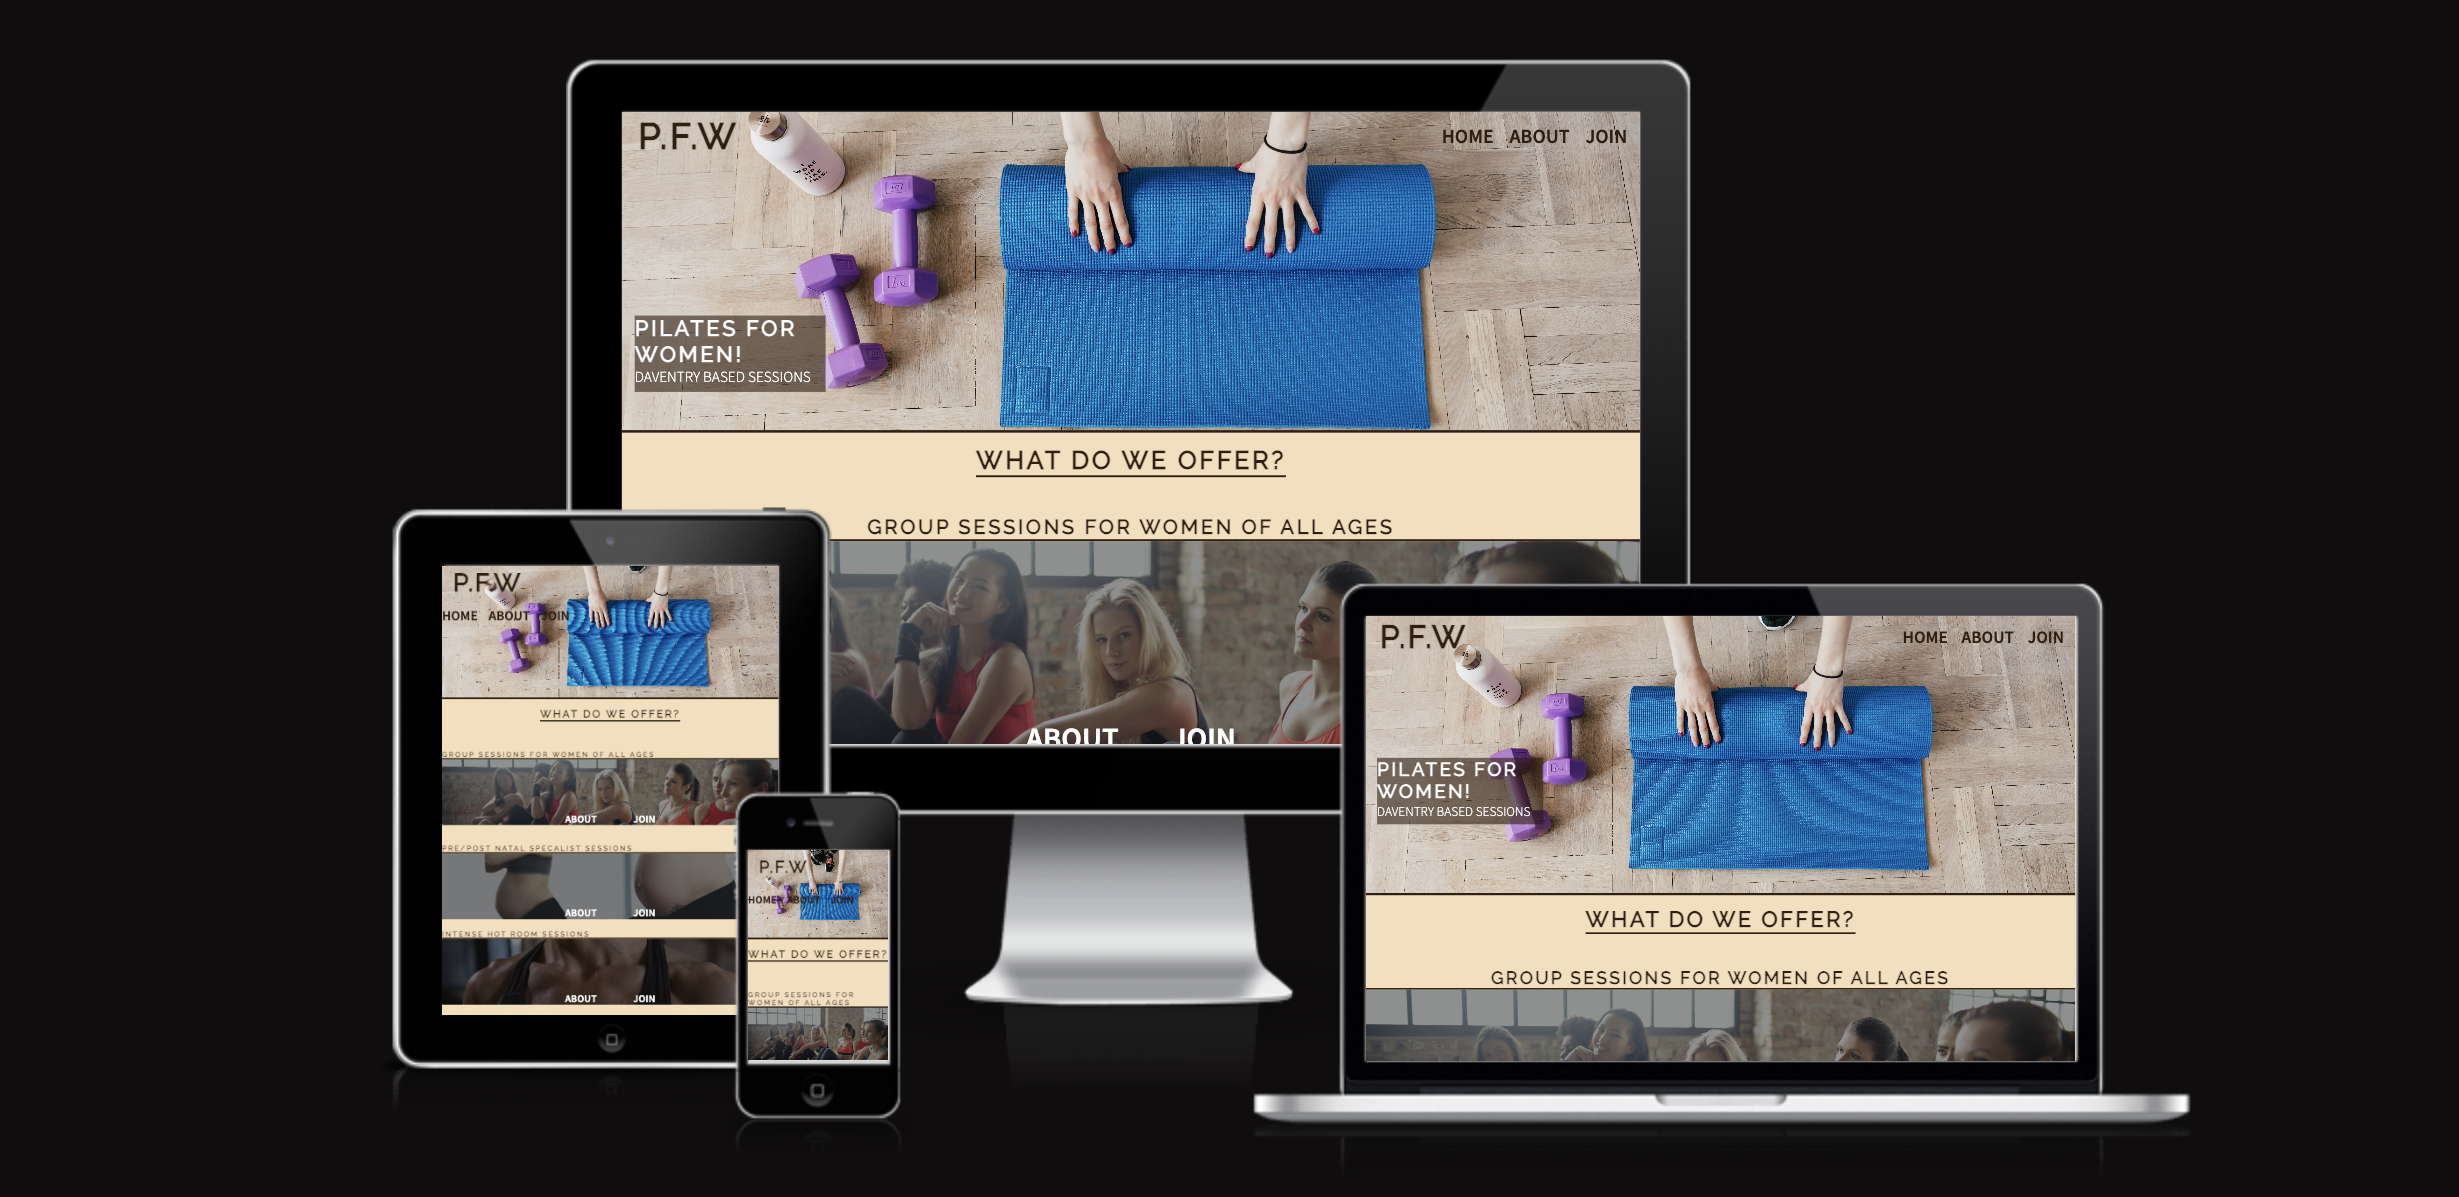 P.F.W
HOME ABOUT JOIN
PILATES FOR
WOMEN!
DAVENTRY BASED SESSIONS
WHAT DO WE OFFER?
GROUP SESSIONS FOR WOMEN OF ALL AGES
ABOUT JOIN
P.F.W
HOME ABOUT JOIN
WHAT DO WE OFFER?
GROUP SESSIONS FOR WOMEN OF ALL AGES
ABOUT JOIN
PRE/POST NATAL SPECALIST SESSIONS
ABOUT JOIN
INTENSE HOT ROOM SESSIONS
ABOUT JOIN
P.F.W
HOME ABOUT JOIN
WHAT DO WE OFFER?
GROUP SESSIONS FOR
WOMEN OF ALL AGES
P.F.W
HOME ABOUT JOIN
PILATES FOR
WOMEN!
DAVENTRY BASED SESSIONS
WHAT DO WE OFFER?
GROUP SESSIONS FOR WOMEN OF ALL AGES